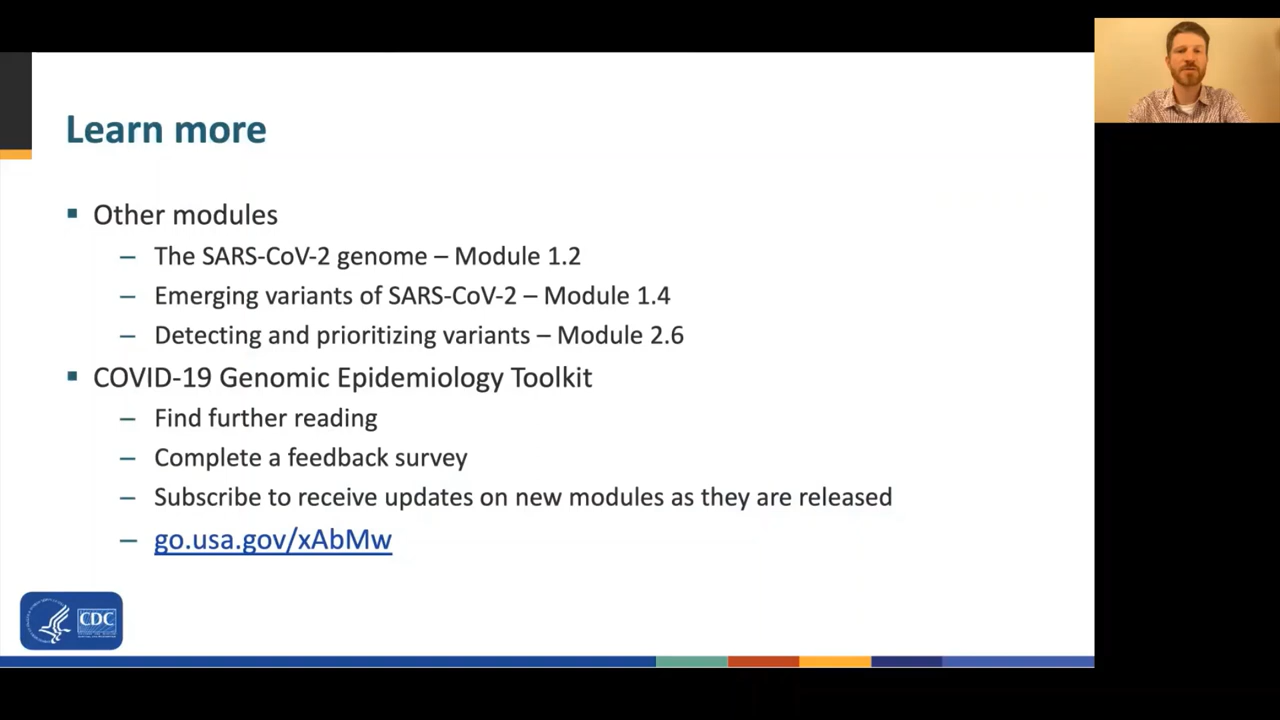 Learn more
▪ Other modules
– The SARS-CoV-2 genome – Module 1.2
– Emerging variants of SARS-CoV-2 – Module 1.4
– Detecting and prioritizing variants – Module 2.6
▪ COVID-19 Genomic Epidemiology Toolkit
– Find further reading
– Complete a feedback survey
– Subscribe to receive updates on new modules as they are released
– go.usa.gov/xAbMw
CDC